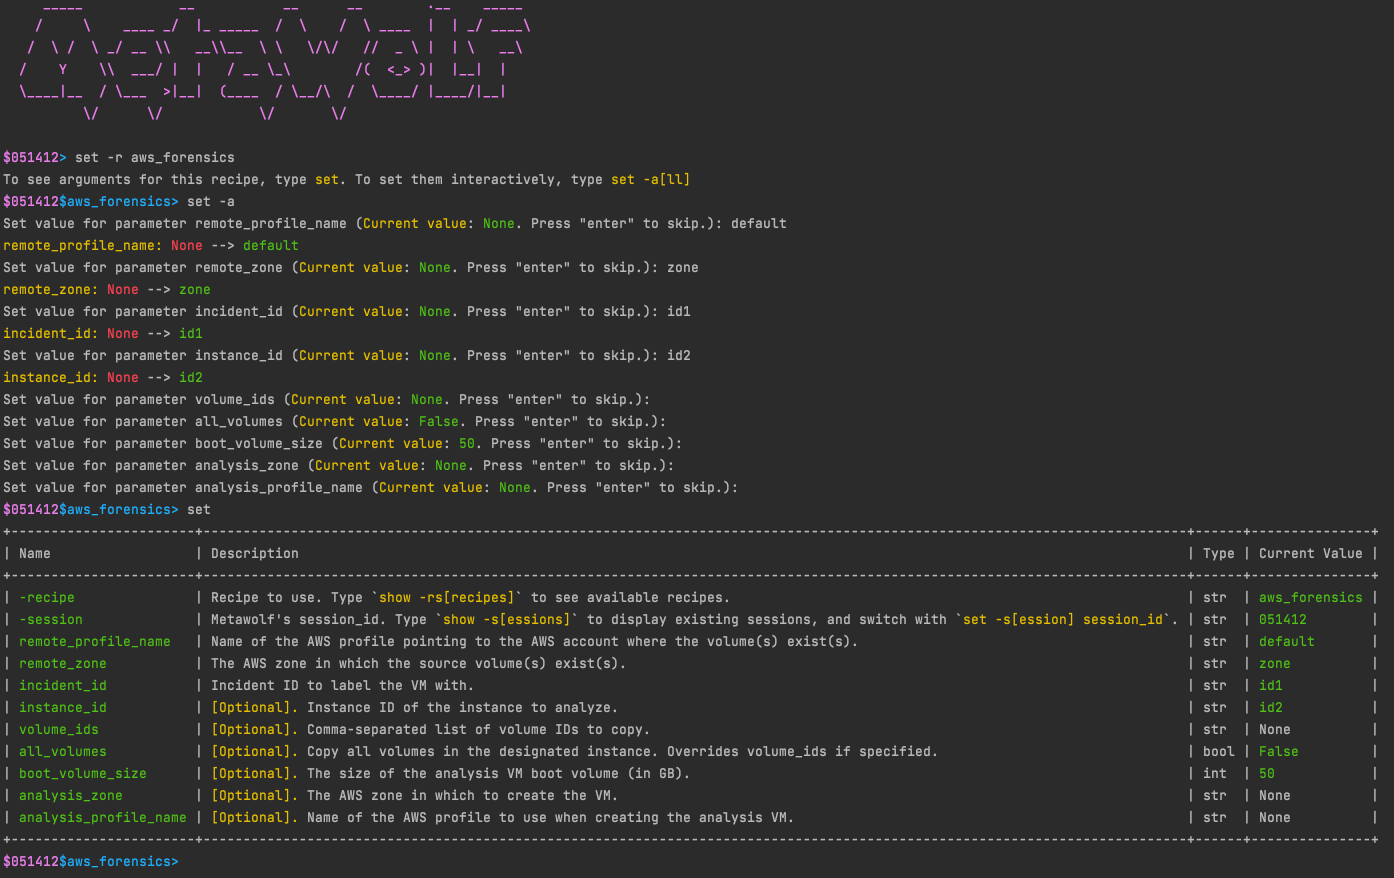 MetaWolf
$051412> set -r aws_forensics
To see arguments for this recipe, type set. To set them interactively, type set -a[ll]
$051412$aws_forensics> set -a
Set value for parameter remote_profile_name (Current value: None. Press "enter" to skip.): default
remote_profile_name: None --> default
Set value for parameter remote_zone (Current value: None. Press "enter" to skip.): zone
remote_zone: None --> zone
Set value for parameter incident_id (Current value: None. Press "enter" to skip.): id1
incident_id: None --> id1
Set value for parameter instance_id (Current value: None. Press "enter" to skip.): id2
instance_id: None --> id2
Set value for parameter volume_ids (Current value: None. Press "enter" to skip.):
Set value for parameter all_volumes (Current value: False. Press "enter" to skip.):
Set value for parameter boot_volume_size (Current value: 50. Press "enter" to skip.):
Set value for parameter analysis_zone (Current value: None. Press "enter" to skip.):
Set value for parameter analysis_profile_name (Current value: None. Press "enter" to skip.):
$051412$aws_forensics> set
| Name | Description | Type | Current Value |
| -recipe | Recipe to use. Type `show -rs[recipes]` to see available recipes. | str | aws_forensics |
| -session | Metawolf's session_id. Type `show -s[essions]` to display existing sessions, and switch with `set -s[ession] session_id`. | str | 051412 |
| remote_profile_name | Name of the AWS profile pointing to the AWS account where the volume(s) exist(s). | str | default |
| remote_zone | The AWS zone in which the source volume(s) exist(s). | str | zone |
| incident_id | Incident ID to label the VM with. | str | id1 |
| instance_id | [Optional]. Instance ID of the instance to analyze. | str | id2 |
| volume_ids | [Optional]. Comma-separated list of volume IDs to copy. | str | None |
| all_volumes | [Optional]. Copy all volumes in the designated instance. Overrides volume_ids if specified. | bool | False |
| boot_volume_size | [Optional]. The size of the analysis VM boot volume (in GB). | int | 50 |
| analysis_zone | [Optional]. The AWS zone in which to create the VM. | str | None |
| analysis_profile_name | [Optional]. Name of the AWS profile to use when creating the analysis VM. | str | None |
$051412$aws_forensics>